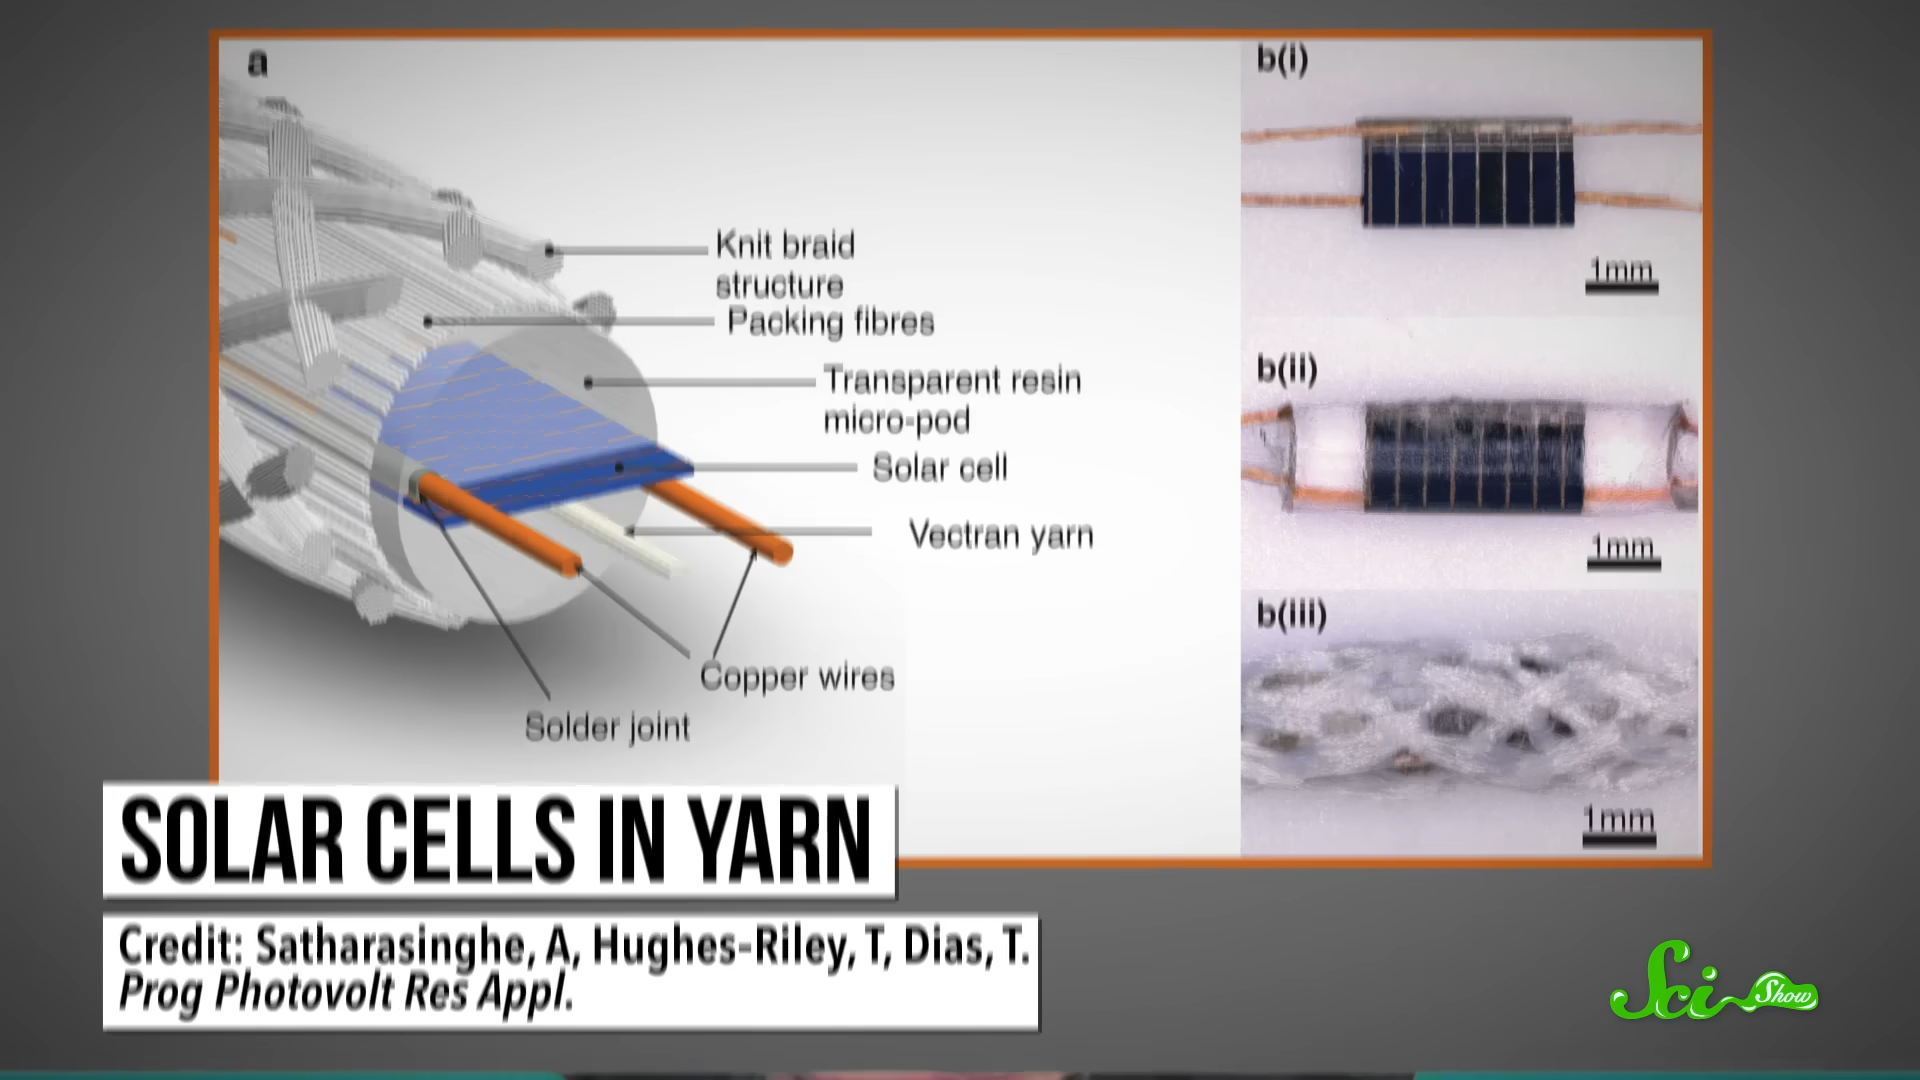 a
Knit braid
structure
Packing fibres
Transparent resin
micro-pod
Solar cell
Vectran yarn
Copper wires
Solder joint
b(i)
1mm
b(ii)
1mm
b(iii)
1mm
SOLAR CELLS IN YARN
Credit: Satharasinghe, A, Hughes-Riley, T, Dias, T.
Prog Photovolt Res Appl.
Sci Show